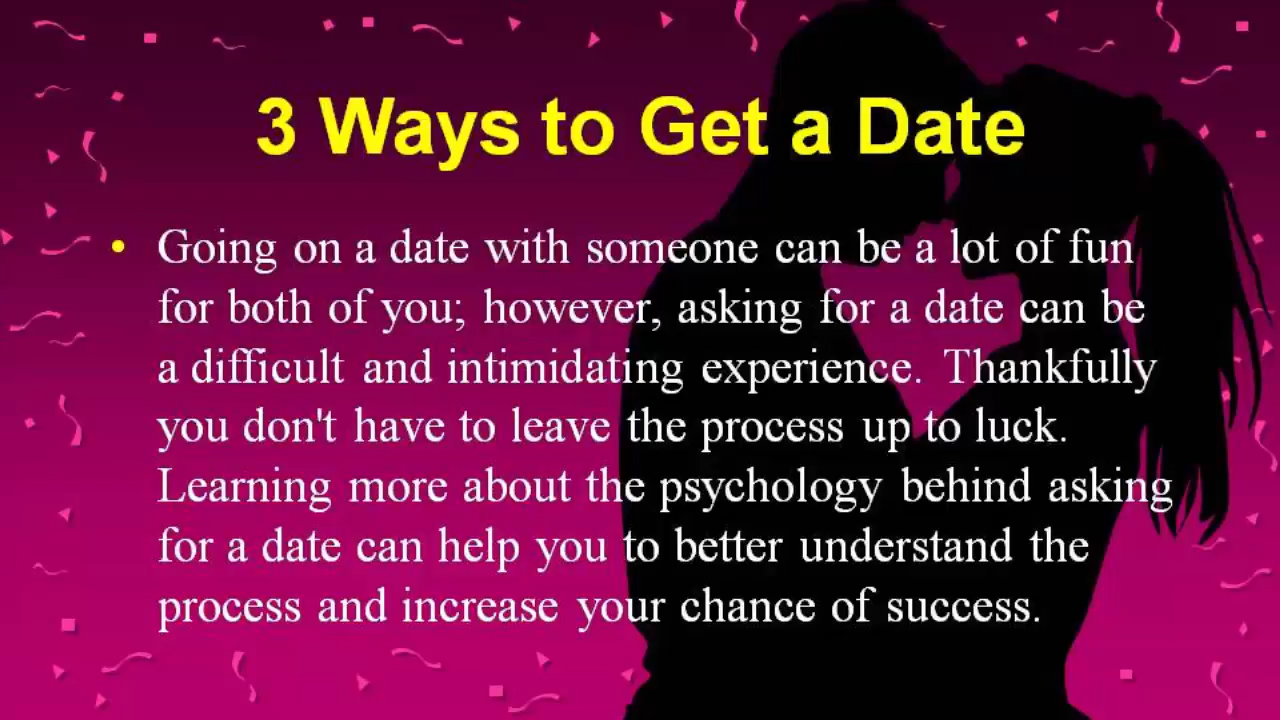 3 Ways to Get a Date
• Going on a date with someone can be a lot of fun
for both of you; however, asking for a date can be
a difficult and intimidating experience. Thankfully
you don't have to leave the process up to luck.
Learning more about the psychology behind asking
for a date can help you to better understand the
process and increase your chance of success.